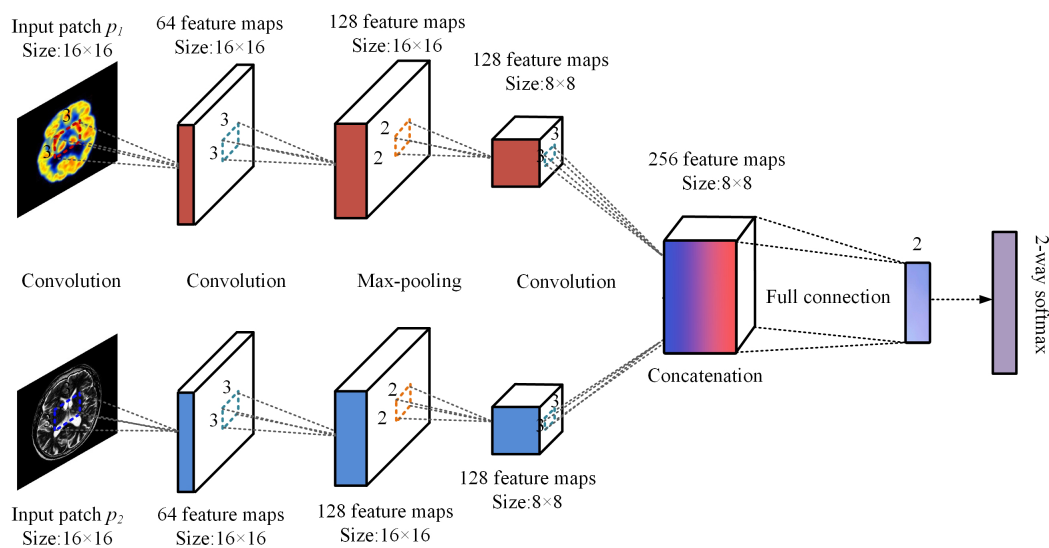 Input patch p1
Size:16×16
64 feature maps
Size:16×16
128 feature maps
Size:16×16
128 feature maps
Size:8×8
3
3
3
3
2
2
3
3
256 feature maps
Size:8×8
2
2-way softmax
Convolution
Convolution
Max-pooling
Convolution
Full connection
Concatenation
3
3
2
2
3
3
128 feature maps
Size:8×8
Input patch p2
Size:16×16
64 feature maps
Size:16×16
128 feature maps
Size:16×16